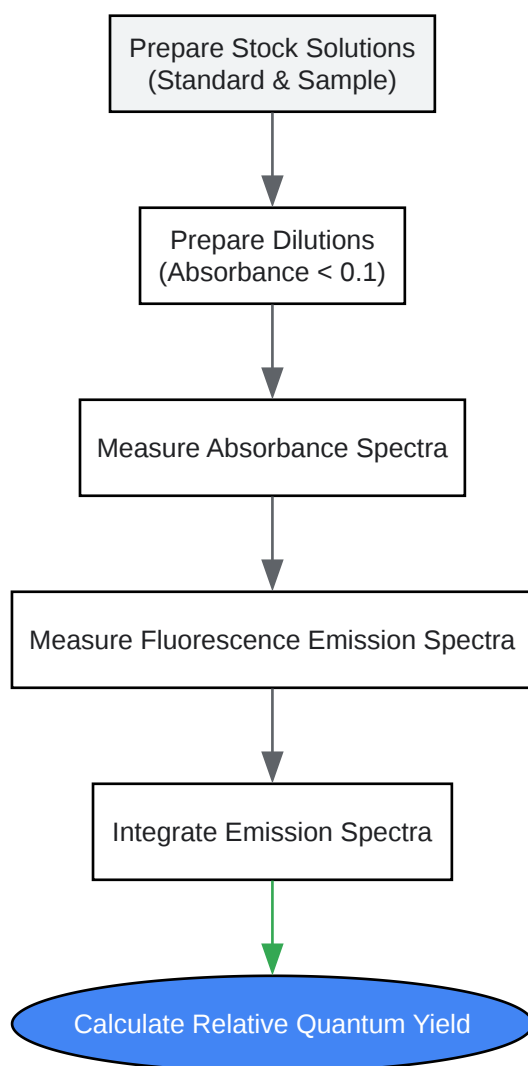 Prepare Stock Solutions
(Standard & Sample)
Prepare Dilutions
(Absorbance < 0.1)
Measure Absorbance Spectra
Measure Fluorescence Emission Spectra
Integrate Emission Spectra
Calculate Relative Quantum Yield